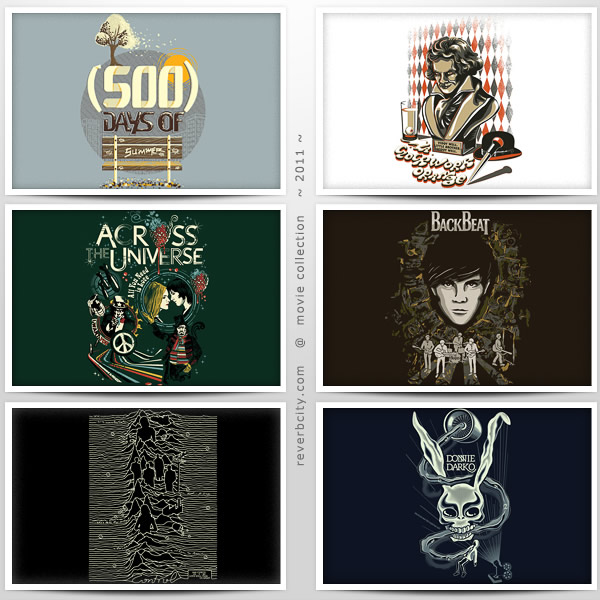 (500)
DAYS OF
SUMMER
A
CLOCKWORK
ORANGE
ACROSS
THE UNIVERSE
All You Need
is Love
BACKBEAT
DONNIE
DARKO
Control
reverbcity.com @ movie collection ~ 2011 ~